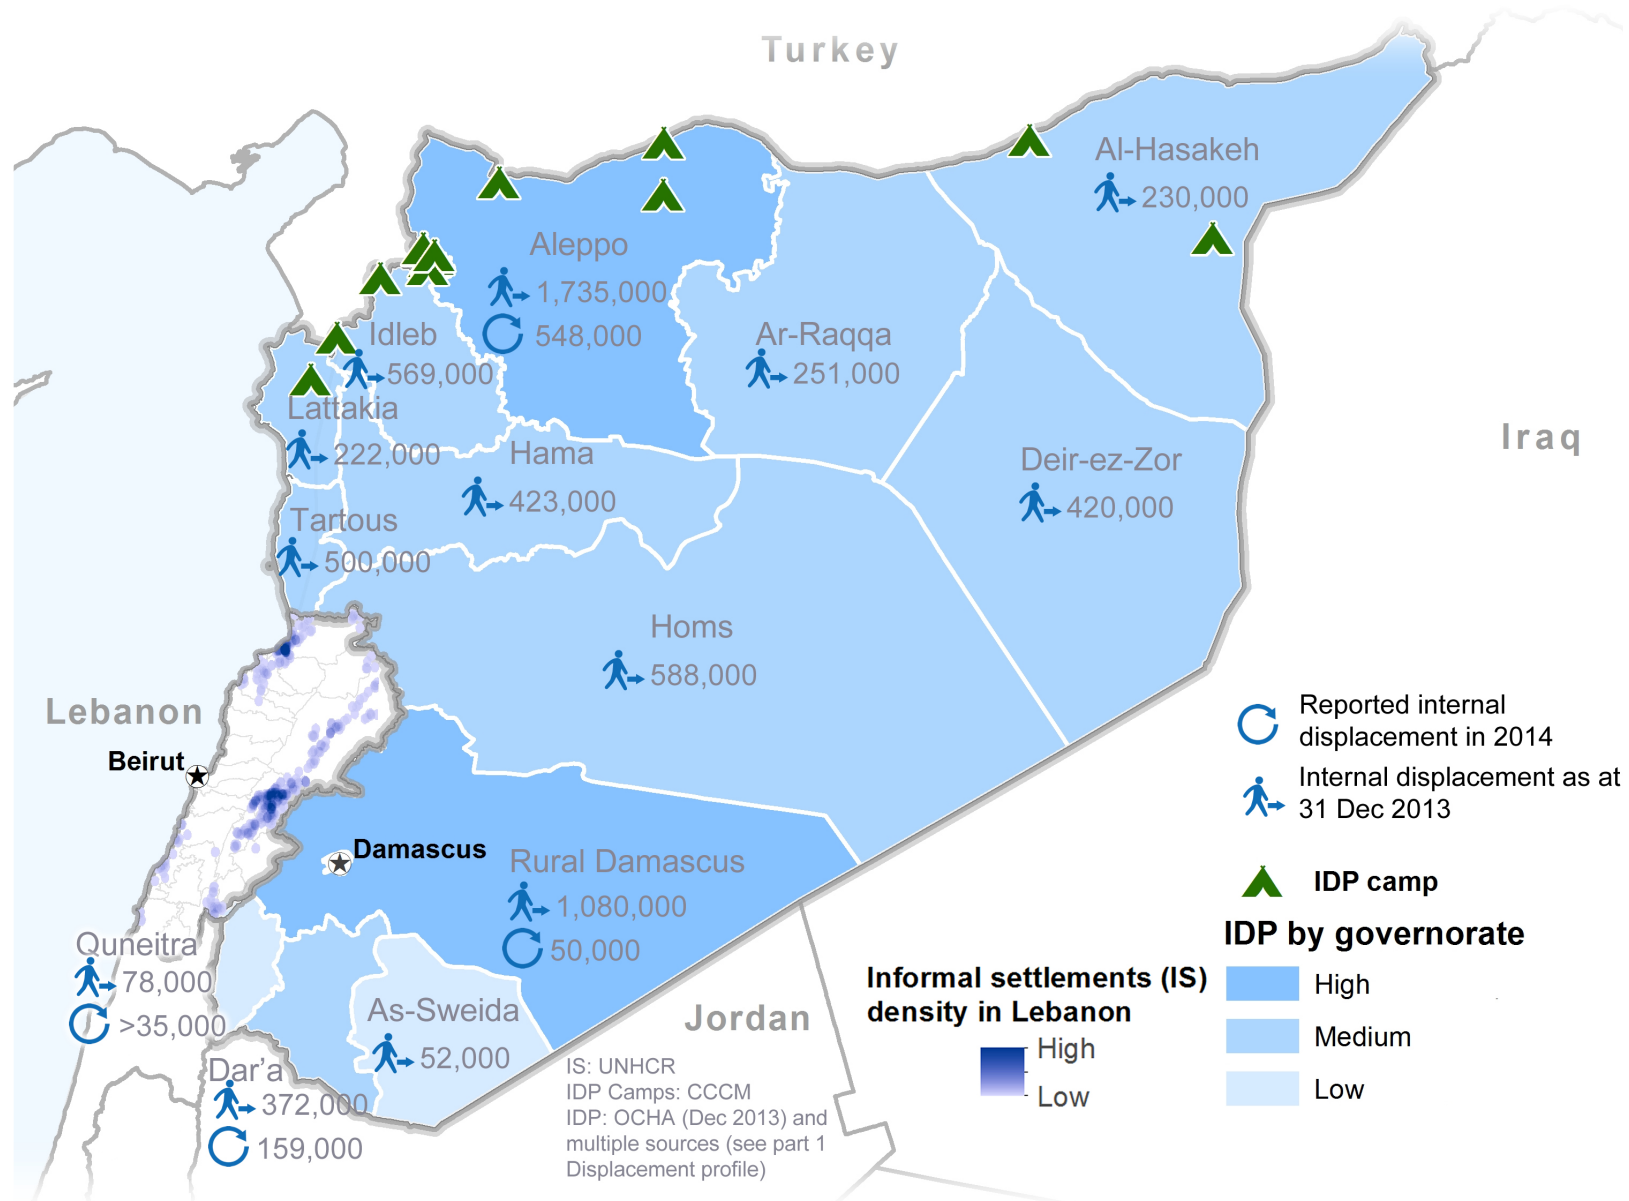 Turkey
Al-Hasakeh
230,000
Aleppo
1,735,000
548,000
Idleb
569,000
Ar-Raqqa
251,000
Lattakia
222,000
Hama
423,000
Deir-ez-Zor
420,000
Iraq
Tartous
500,000
Homs
588,000
Lebanon
Beirut
Damascus
Rural Damascus
1,080,000
50,000
Quneitra
78,000
>35,000
As-Sweida
52,000
Dar'a
372,000
159,000
Jordan
IS: UNHCR
IDP Camps: CCCM
IDP: OCHA (Dec 2013) and
multiple sources (see part 1
Displacement profile)
Informal settlements (IS)
density in Lebanon
High
Low
Reported internal
displacement in 2014
Internal displacement as at
31 Dec 2013
IDP camp
IDP by governorate
High
Medium
Low